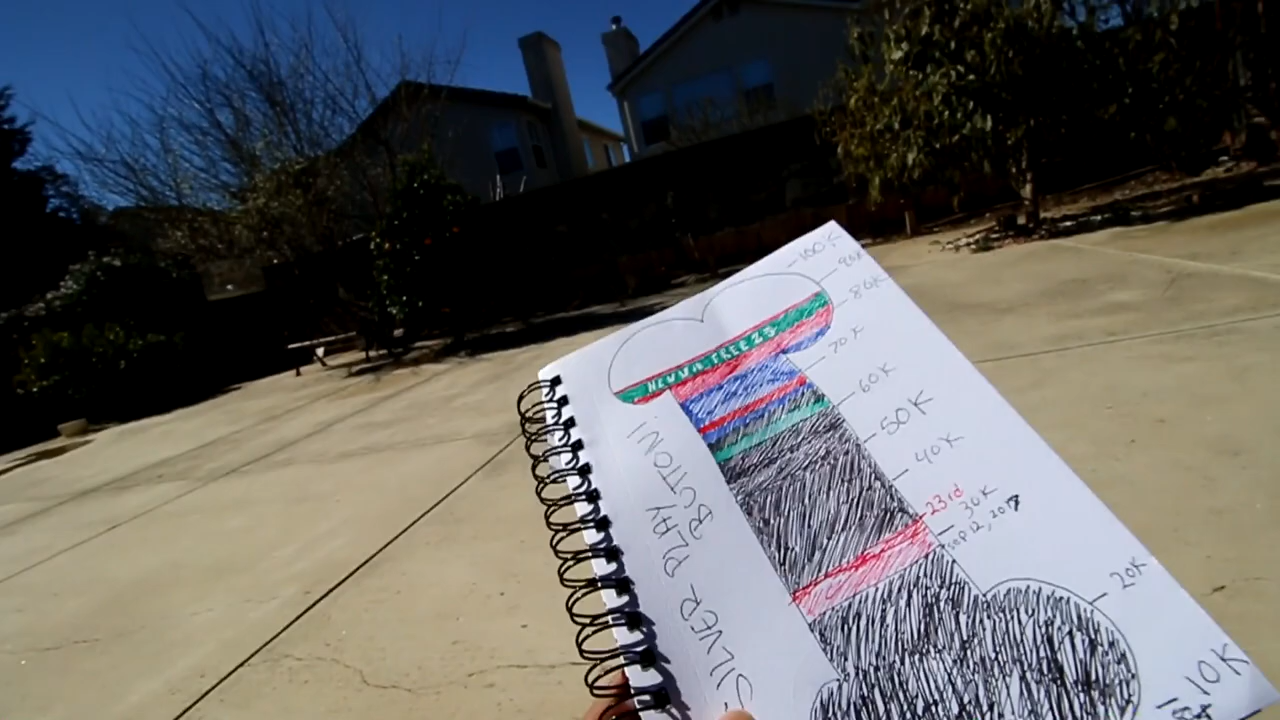 100K
90K
80K
70K
60K
50K
40K
23rd
30K
Sep 12, 2017
20K
10K
SILVER PLAY
BUTTON!